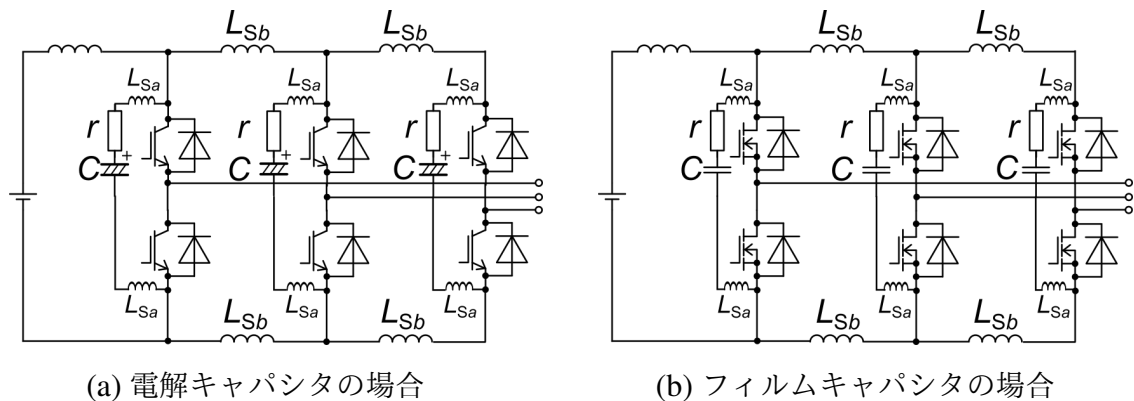 L_Sb L_Sb L_Sb L_Sb
L_Sa L_Sa L_Sa L_Sa L_Sa L_Sa
r r r r r r
C + C + C + C C C
L_Sa L_Sa L_Sa L_Sa L_Sa L_Sa
L_Sb L_Sb L_Sb L_Sb
(a) 電解キャパシタの場合 (b) フィルムキャパシタの場合